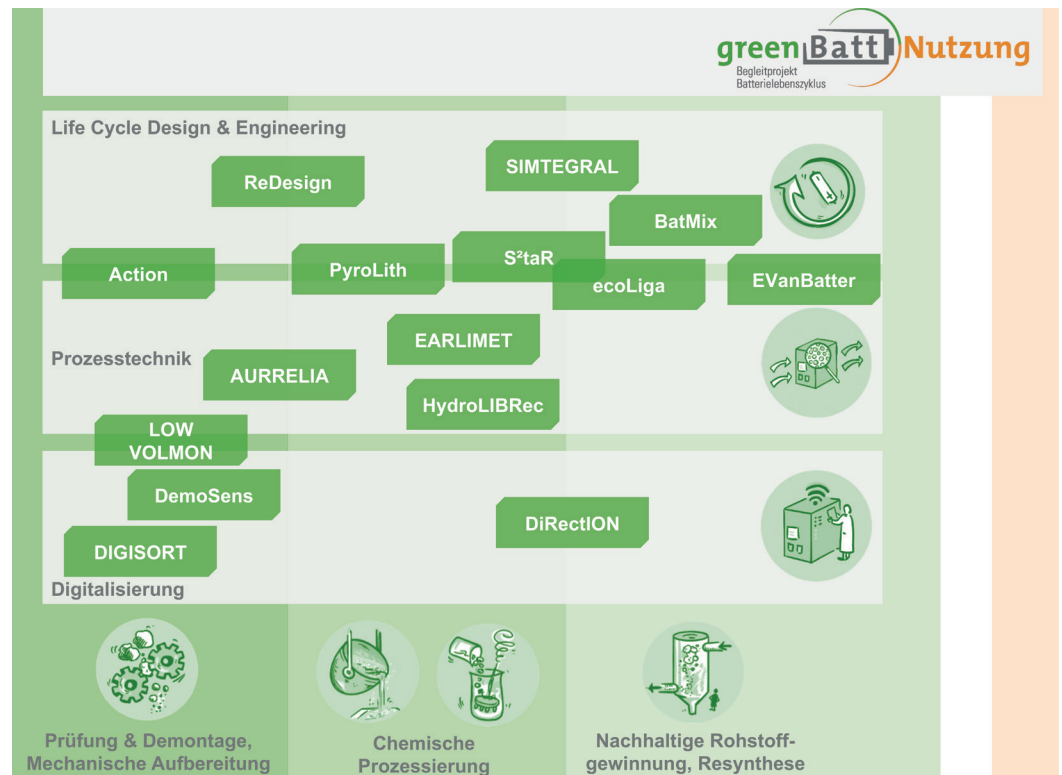 greenBattNutzung
Begleitprojekt
Batterielebenszyklus
Life Cycle Design & Engineering
ReDesign
SIMTEGRAL
BatMix
Action
PyroLith
S²taR
ecoLiga
EVanBatter
Prozesstechnik
EARLIMET
AURRELIA
HydroLIBRec
LOW
VOLMON
DemoSens
DiRectION
DIGISORT
Digitalisierung
Prüfung & Demontage,
Mechanische Aufbereitung
Chemische
Prozessierung
Nachhaltige Rohstoff-
gewinnung, Resynthese